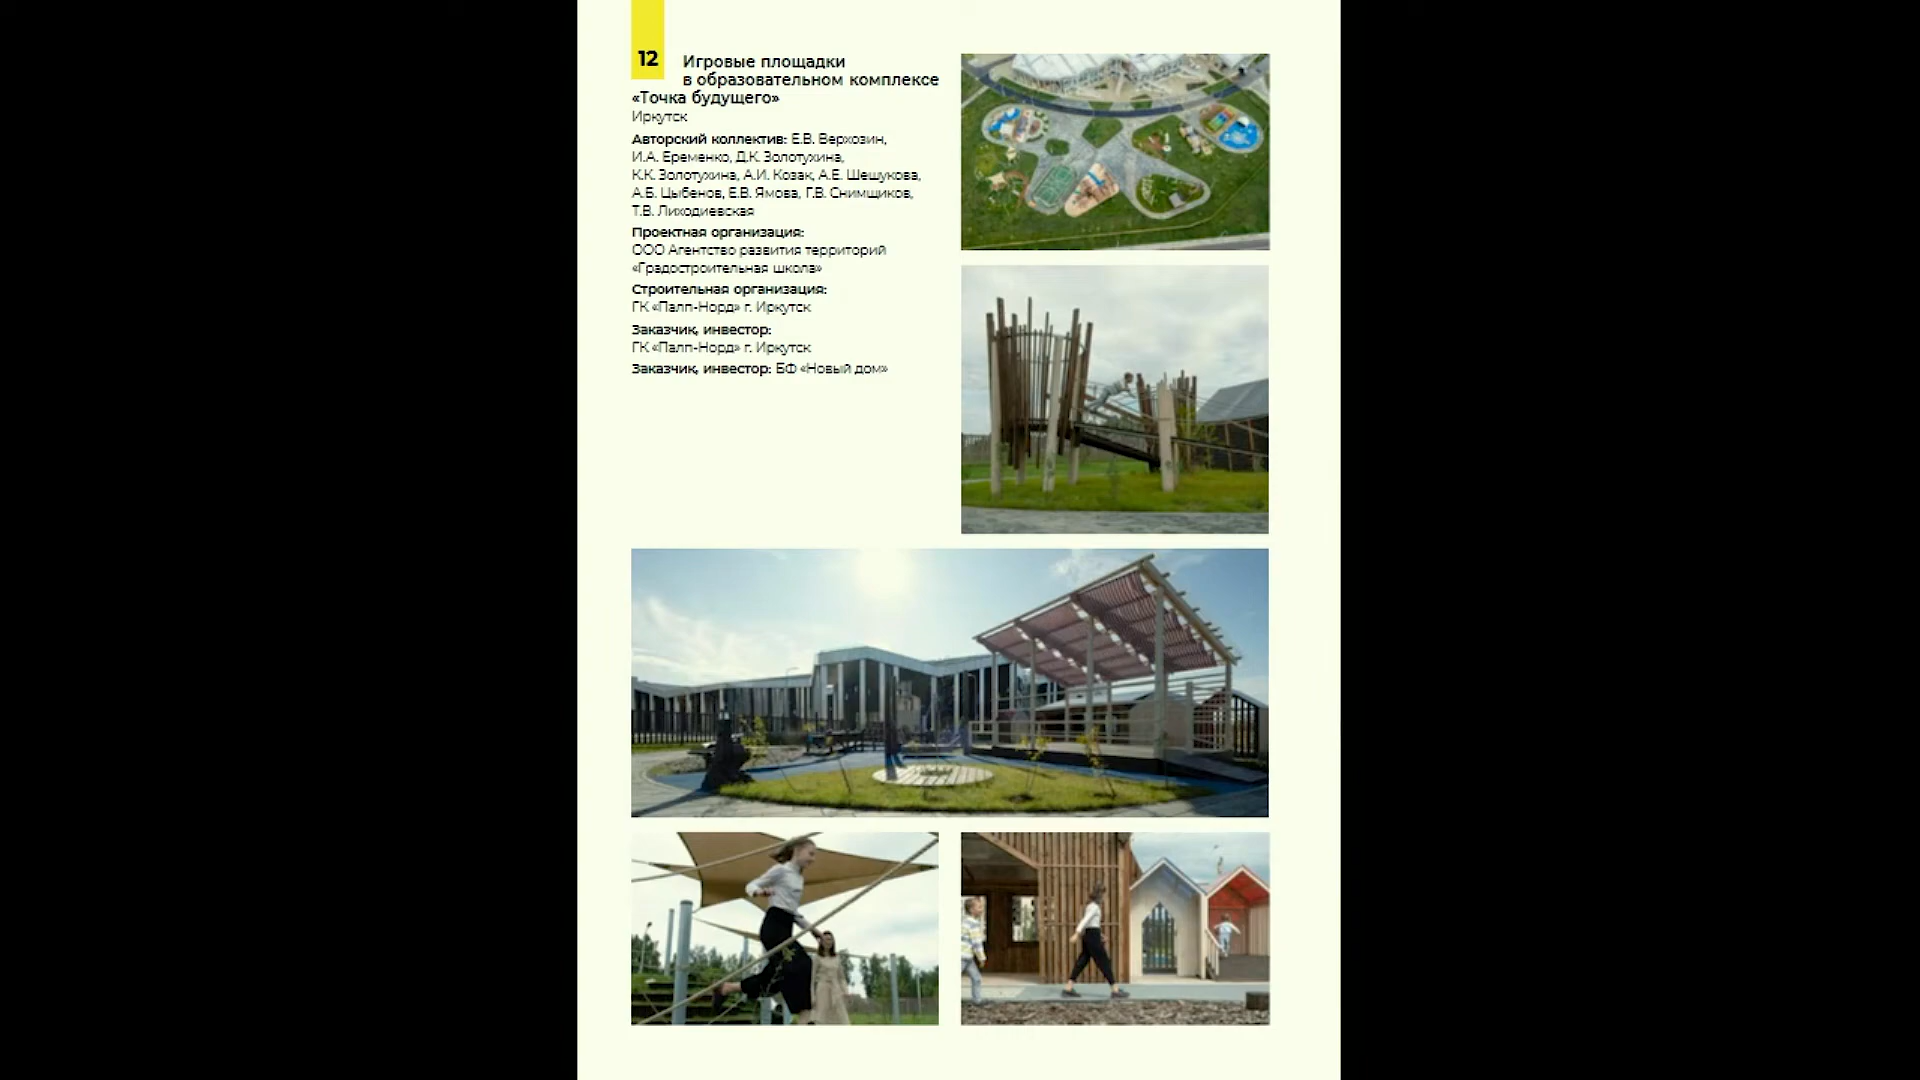 12
Игровые площадки
в образовательном комплексе
«Точка будущего»
Иркутск
Авторский коллектив: Е.В. Верхозин,
И.А. Еременко, Д.К. Золотухина,
К.К. Золотухина, А.И. Козак, А.Е. Шешукова,
А.Б. Цыбенов, Е.В. Ямова, Г.В. Снимщиков,
Т.В. Лиходиевская
Проектная организация:
ООО Агентство развития территорий
«Градостроительная школа»
Строительная организация:
ГК «Палп-Норд» г. Иркутск
Заказчик, инвестор:
ГК «Палп-Норд» г. Иркутск
Заказчик, инвестор: БФ «Новый дом»